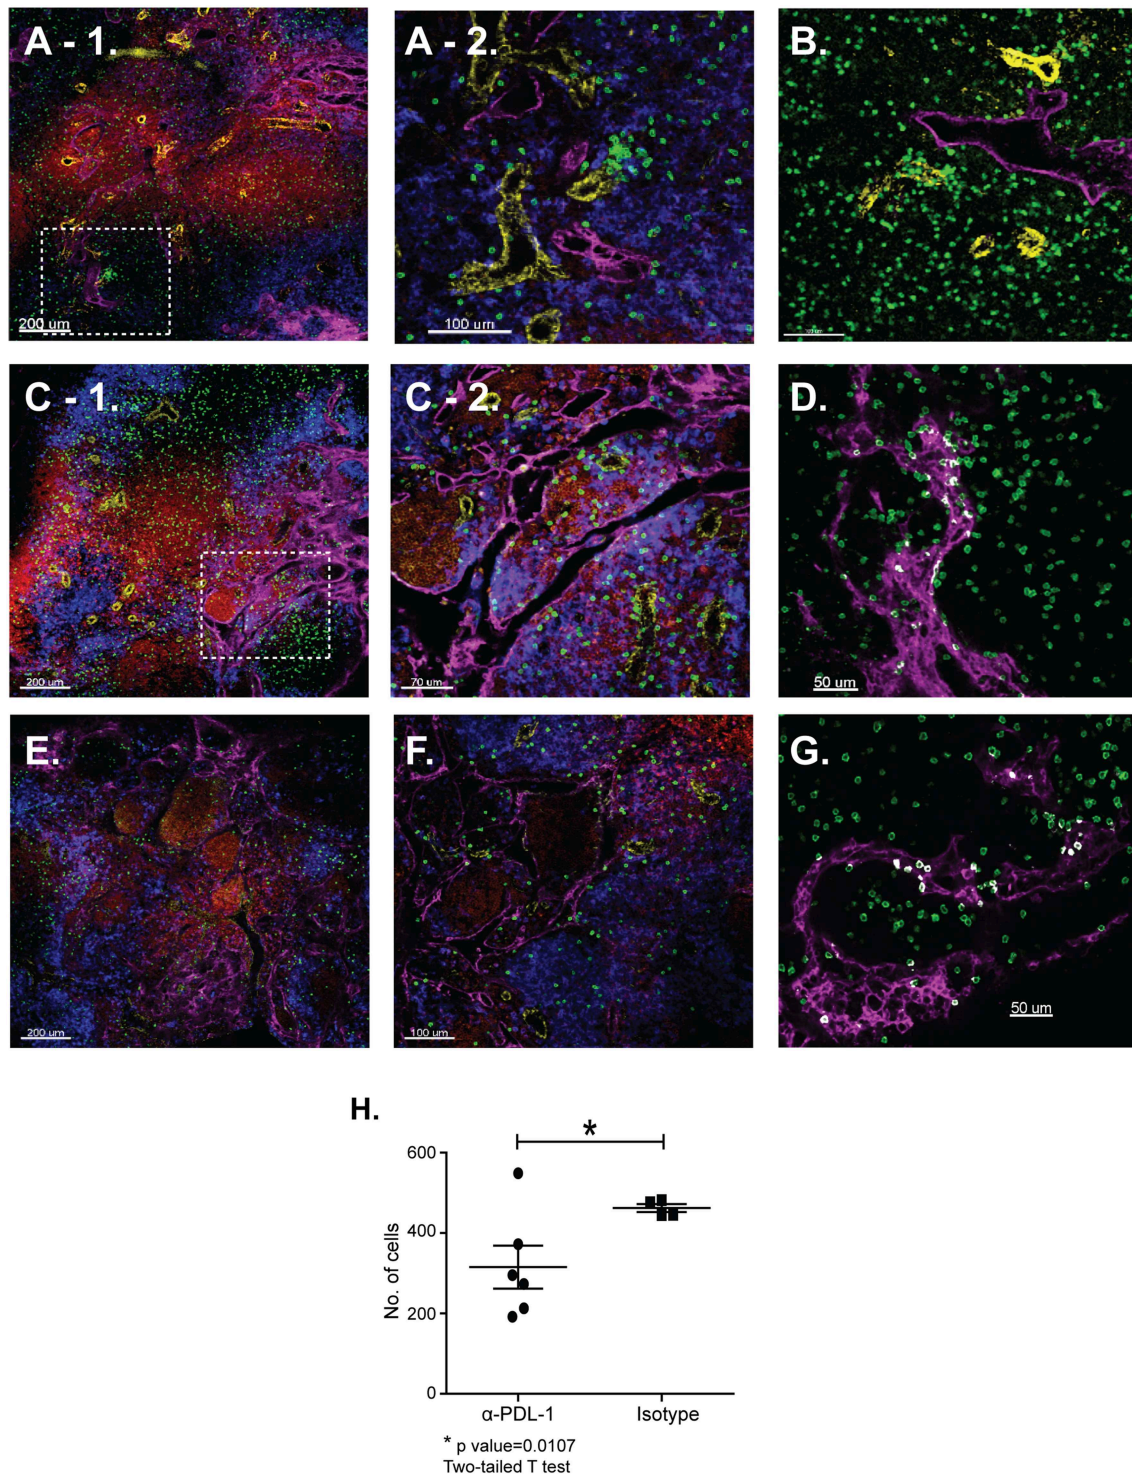 A - 1.
200 um
A - 2.
100 um
B.
C - 1.
200 um
C - 2.
70 um
D.
50 um
E.
200 um
F.
100 um
G.
50 um
H.
*
600
400
200
0
No. of cells
α-PDL-1
Isotype
* p value=0.0107
Two-tailed T test